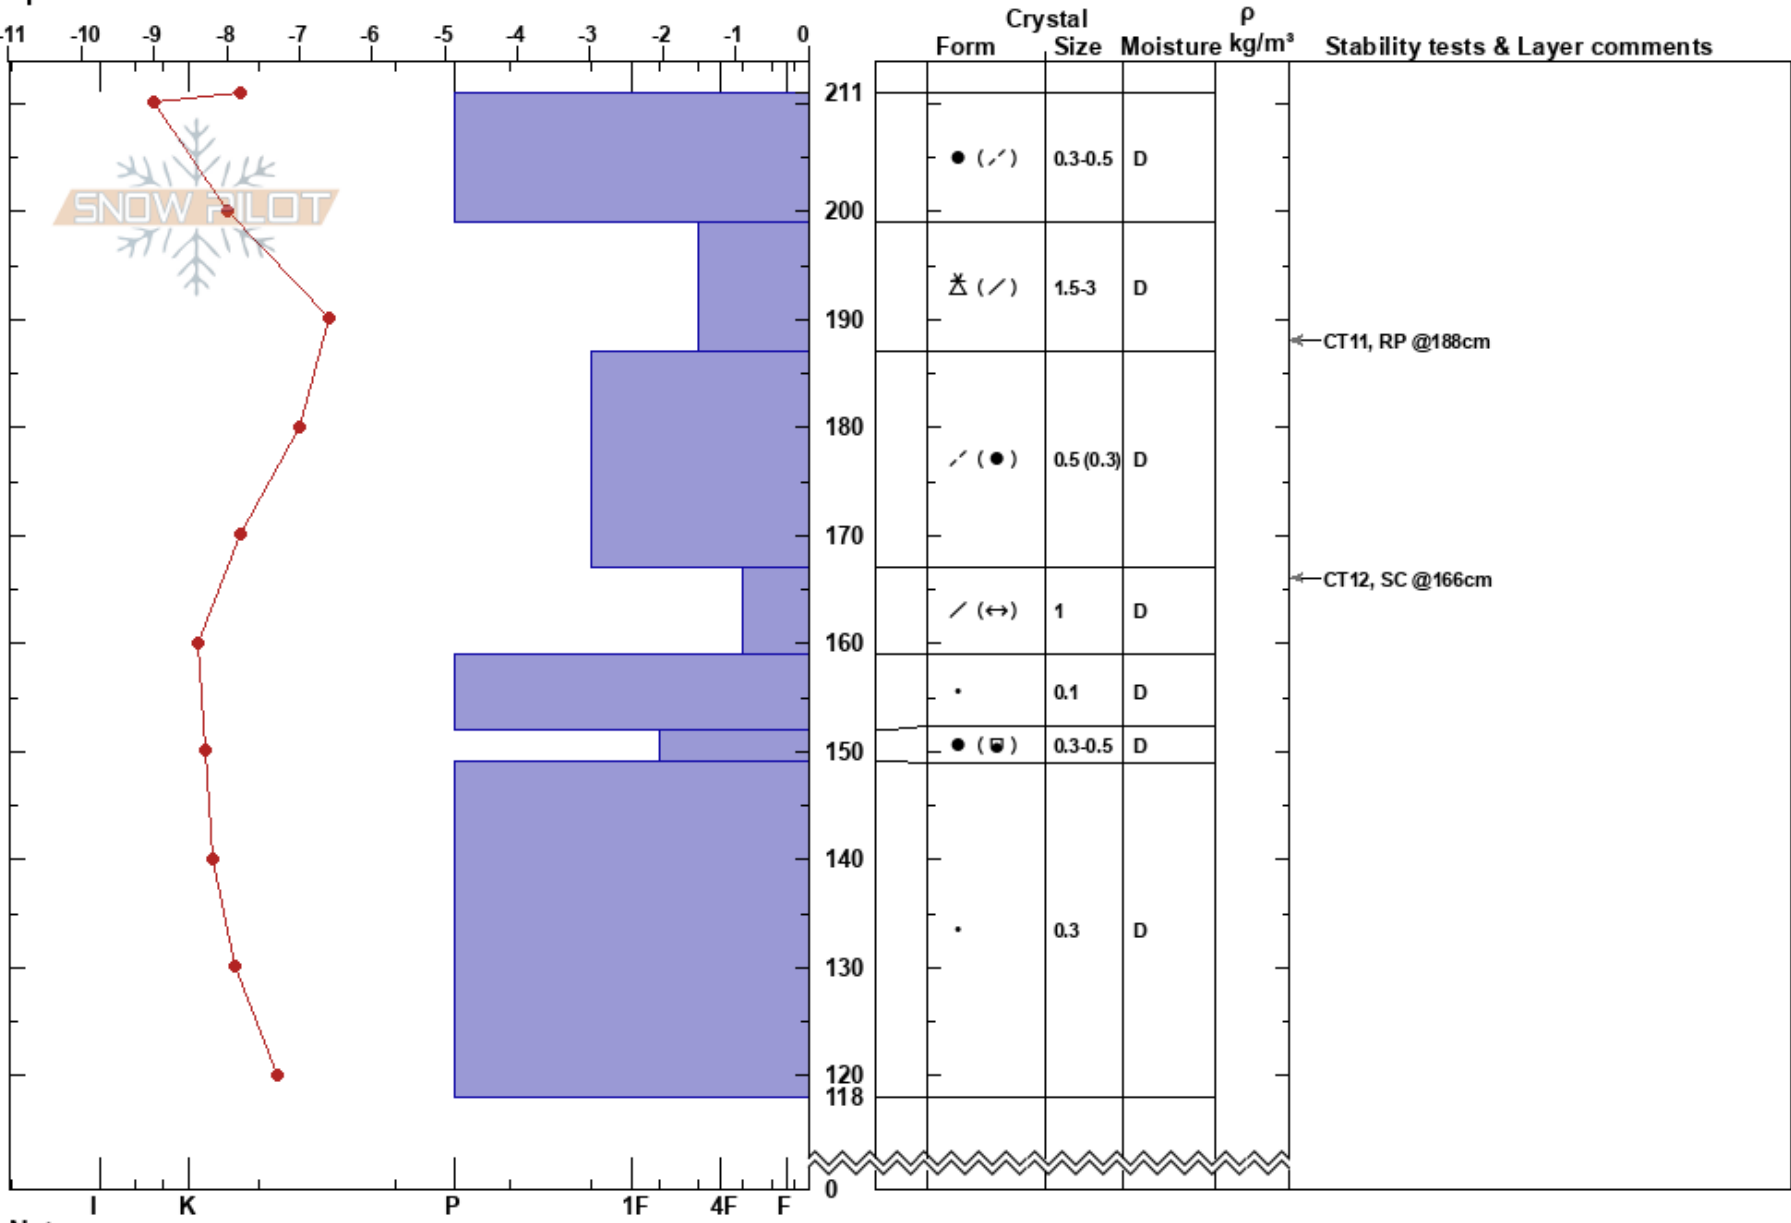 Crystal ρ
-11 -10 -9 -8 -7 -6 -5 -4 -3 -2 -1 0 Form Size Moisture kg/m³ Stability tests & Layer comments
211
0.3-0.5 D
SNOW PILOT
200
1.5-3 D
190
CT11, RP @188cm
180
0.5 (0.3) D
170
CT12, SC @166cm
1 D
160
0.1 D
150 0.3-0.5 D
140
0.3 D
130
120
118
0
I K P 1F 4F F